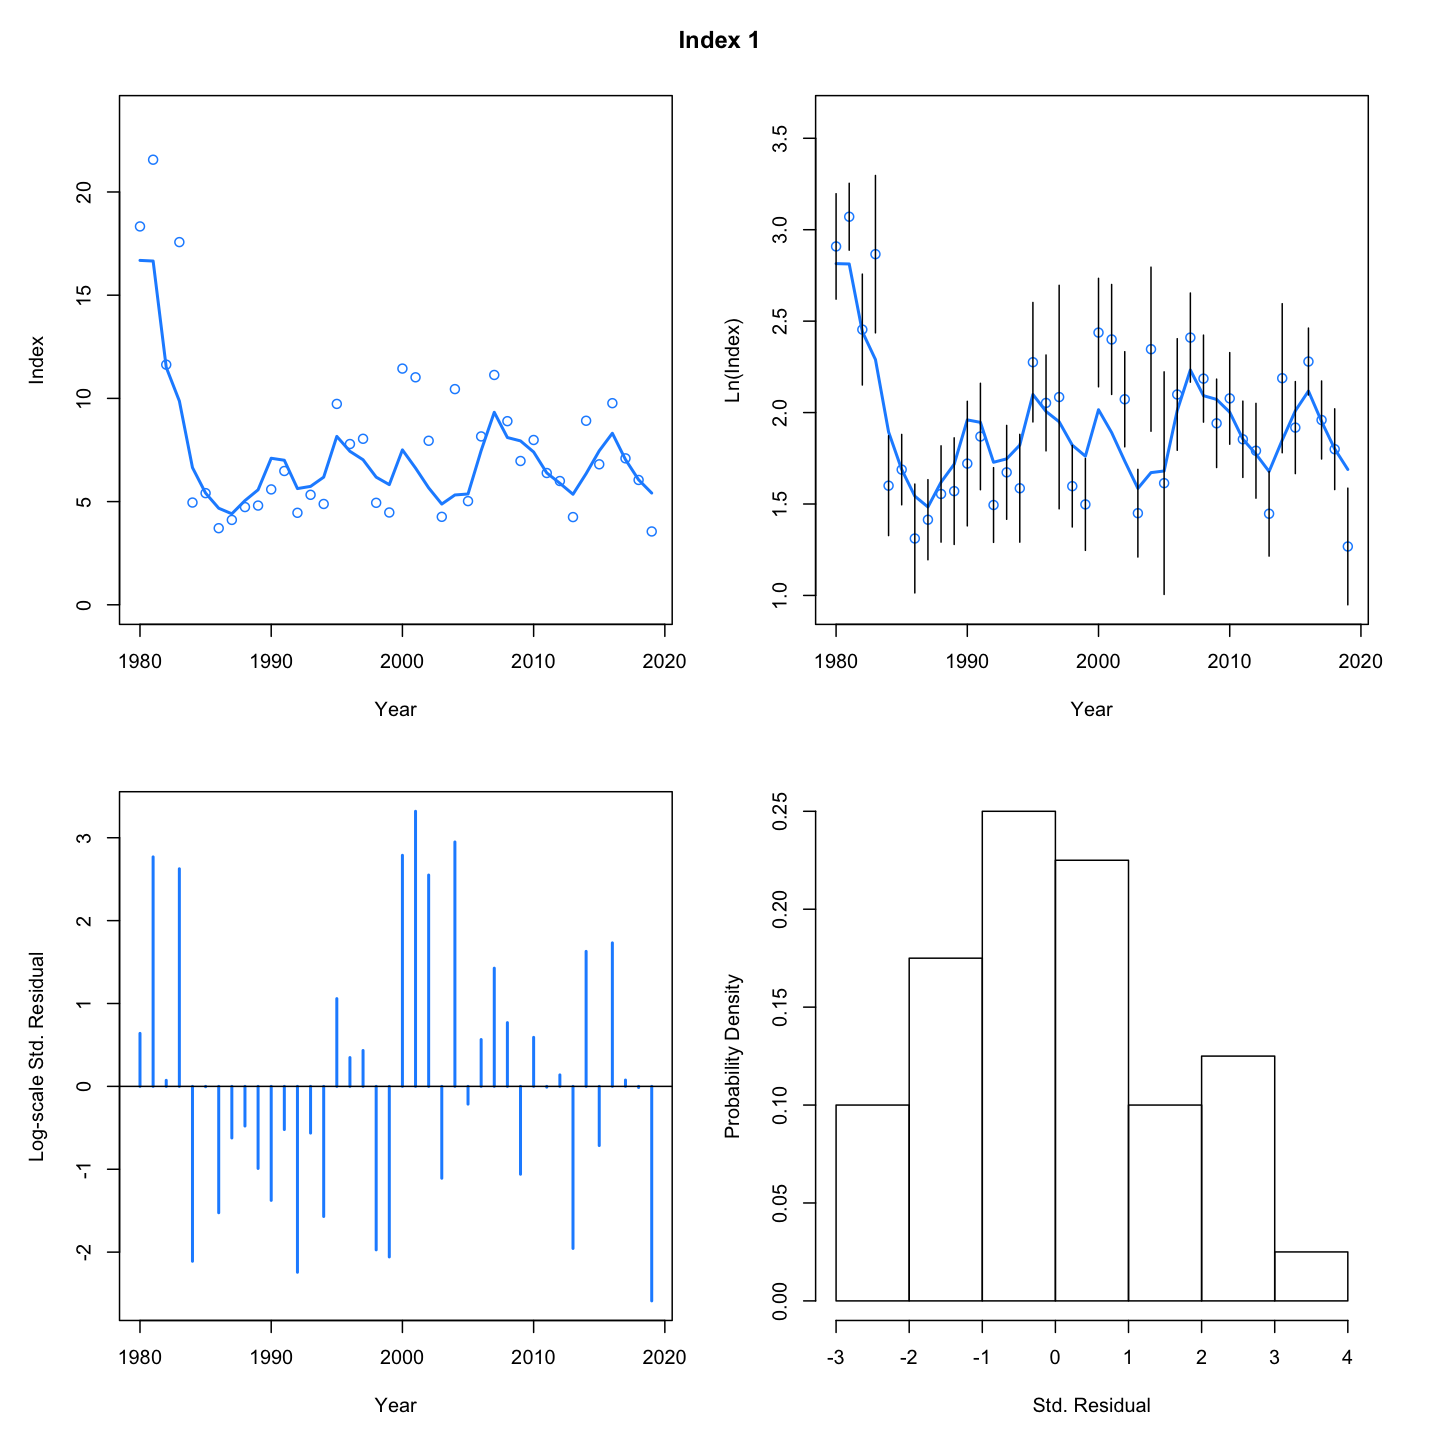 Index 1
Index
0 5 10 15 20
1980 1990 2000 2010 2020
Year
Ln(Index)
1.0 1.5 2.0 2.5 3.0 3.5
1980 1990 2000 2010 2020
Year
Log-scale Std. Residual
-2 -1 0 1 2 3
1980 1990 2000 2010 2020
Year
Probability Density
0.00 0.05 0.10 0.15 0.20 0.25
-3 -2 -1 0 1 2 3 4
Std. Residual